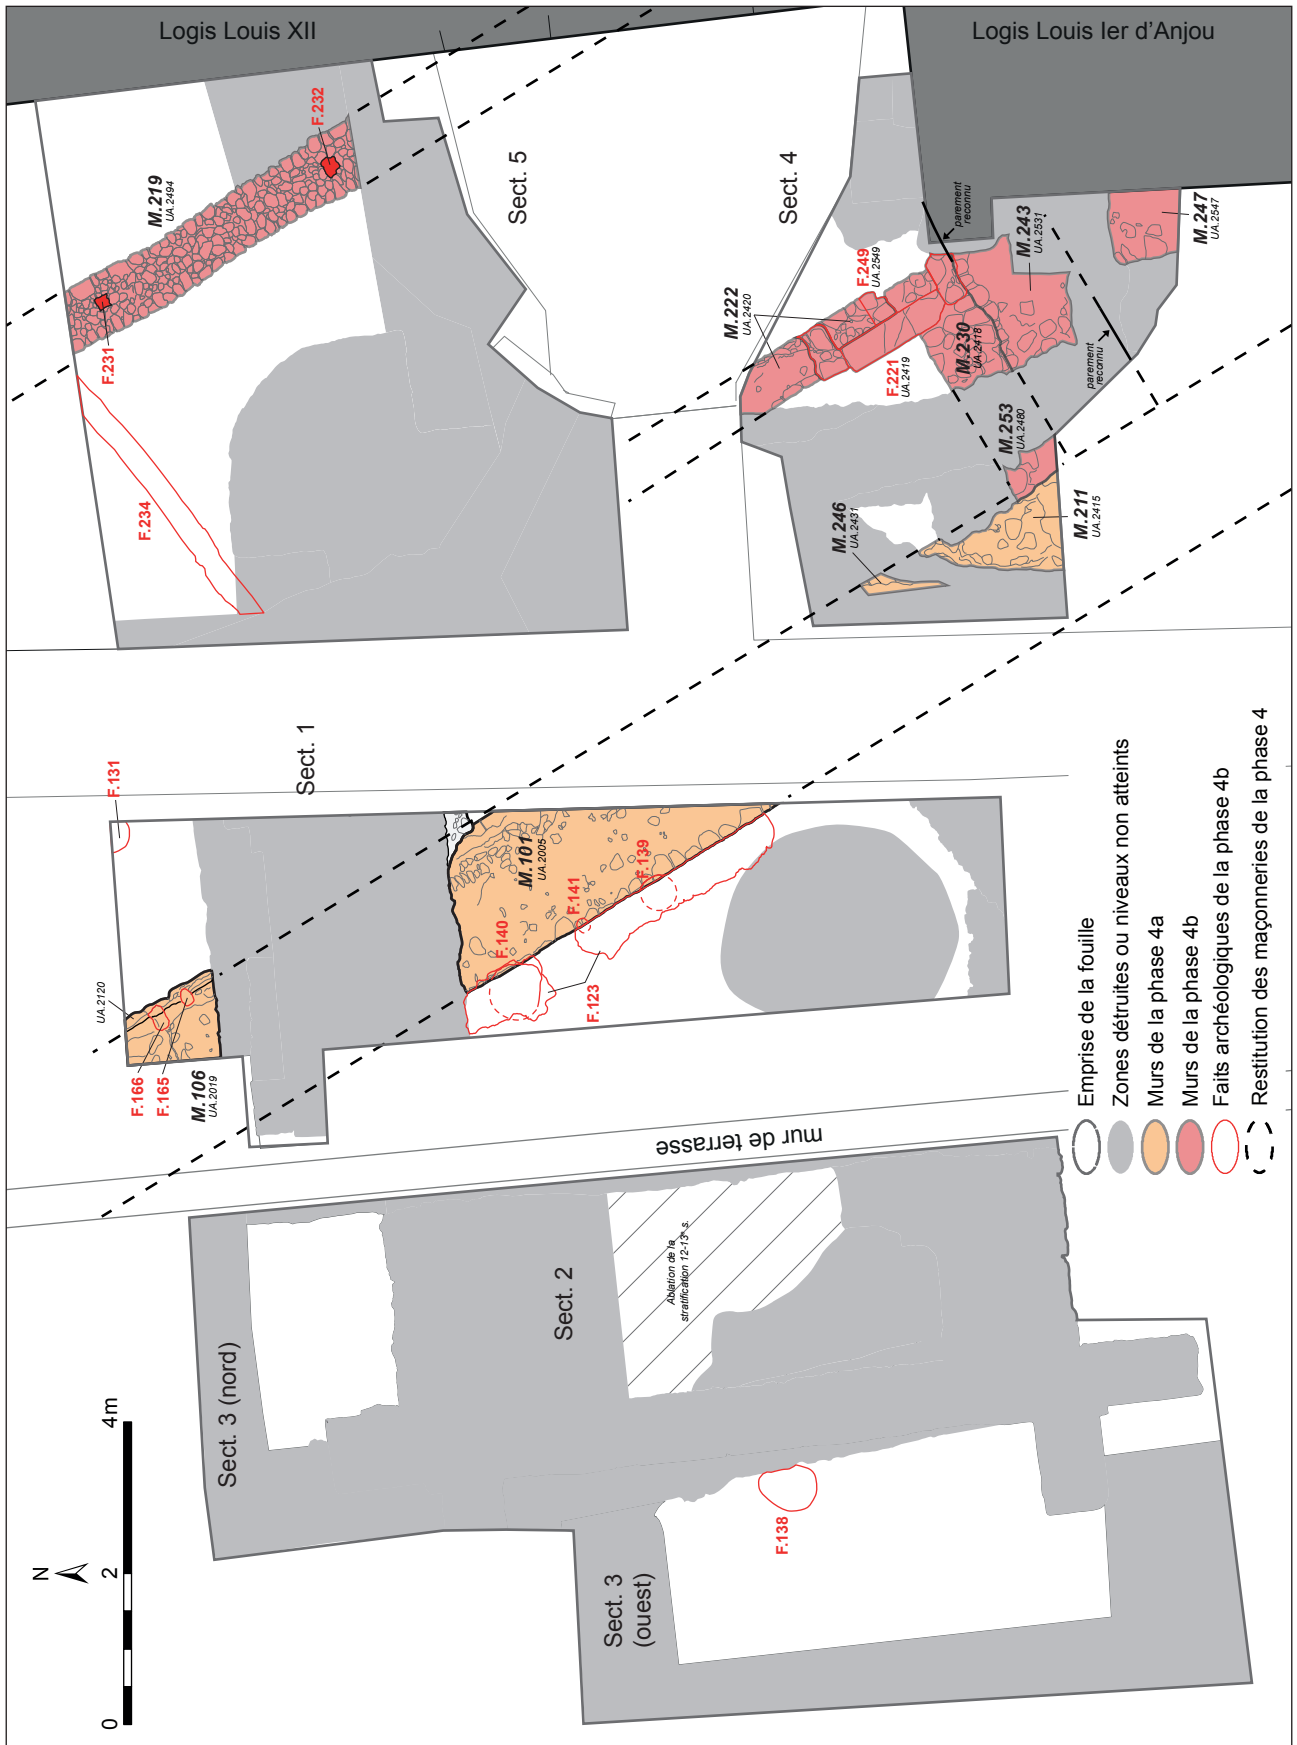 Logis Louis XII
Logis Louis Ier d'Anjou
F.232
M.219
UA.2494
F.231
F.234
Sect. 5
Sect. 4
parement
reconnu
M.247
UA.2547
M.243
UA.2531
F.249
UA.2549
M.222
UA.2420
M.230
UA.2418
F.221
UA.2419
parement
reconnu
M.253
UA.2480
M.246
UA.2431
M.211
UA.2415
F.131
Sect. 1
M.101
UA.2005
F.139
F.141
F.140
F.123
UA.2120
F.166
F.165
M.106
UA.2019
mur de terrasse
Sect. 3 (nord)
Sect. 2
Ablation de la
stratification 12-13e s.
F.138
Sect. 3
(ouest)
N
0
2
4m
Emprise de la fouille
Zones détruites ou niveaux non atteints
Murs de la phase 4a
Murs de la phase 4b
Faits archéologiques de la phase 4b
Restitution des maçonneries de la phase 4